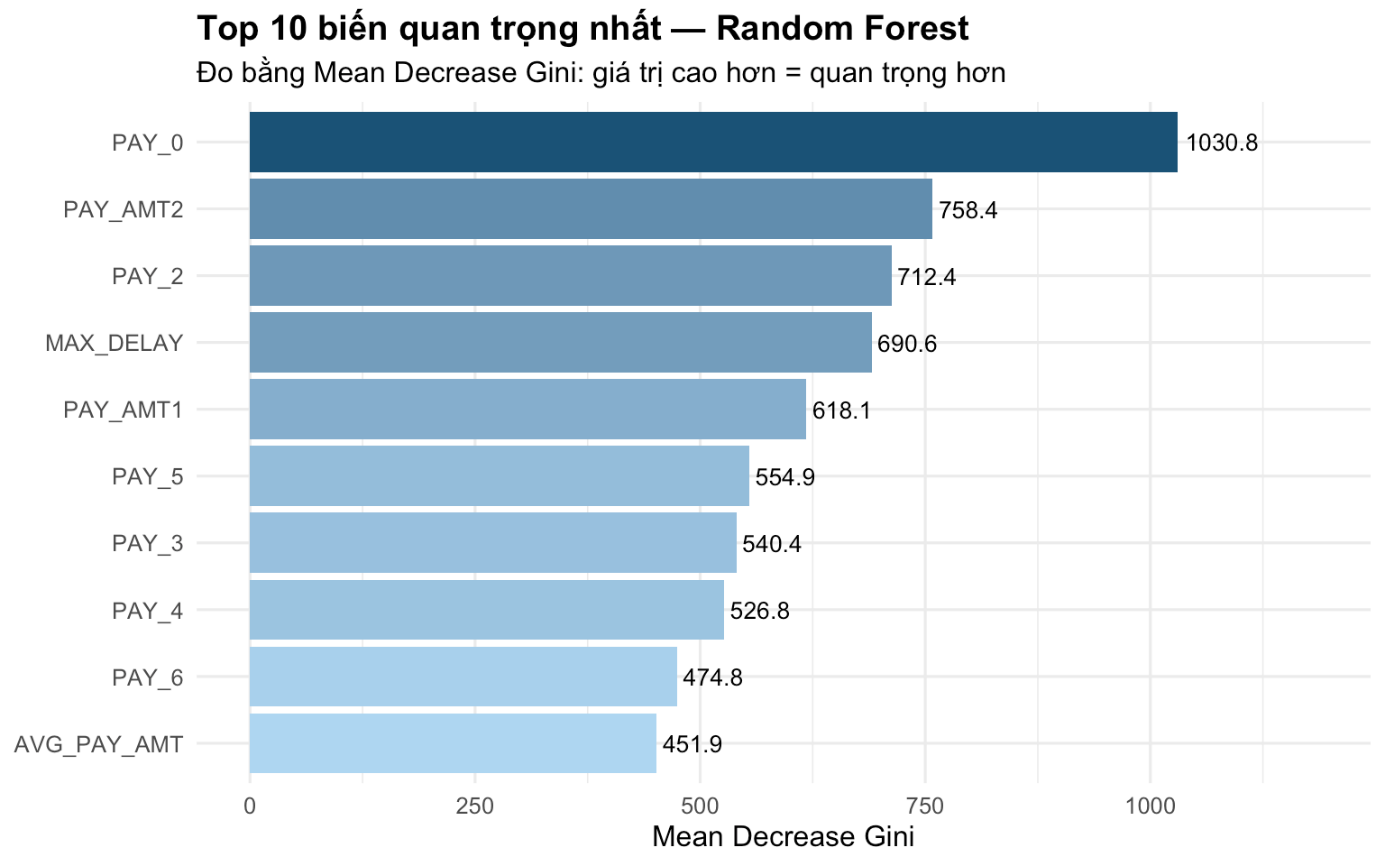 Top 10 biến quan trọng nhất — Random Forest
Đo bằng Mean Decrease Gini: giá trị cao hơn = quan trọng hơn
PAY_0 1030.8
PAY_AMT2 758.4
PAY_2 712.4
MAX_DELAY 690.6
PAY_AMT1 618.1
PAY_5 554.9
PAY_3 540.4
PAY_4 526.8
PAY_6 474.8
AVG_PAY_AMT 451.9
0 250 500 750 1000
Mean Decrease Gini